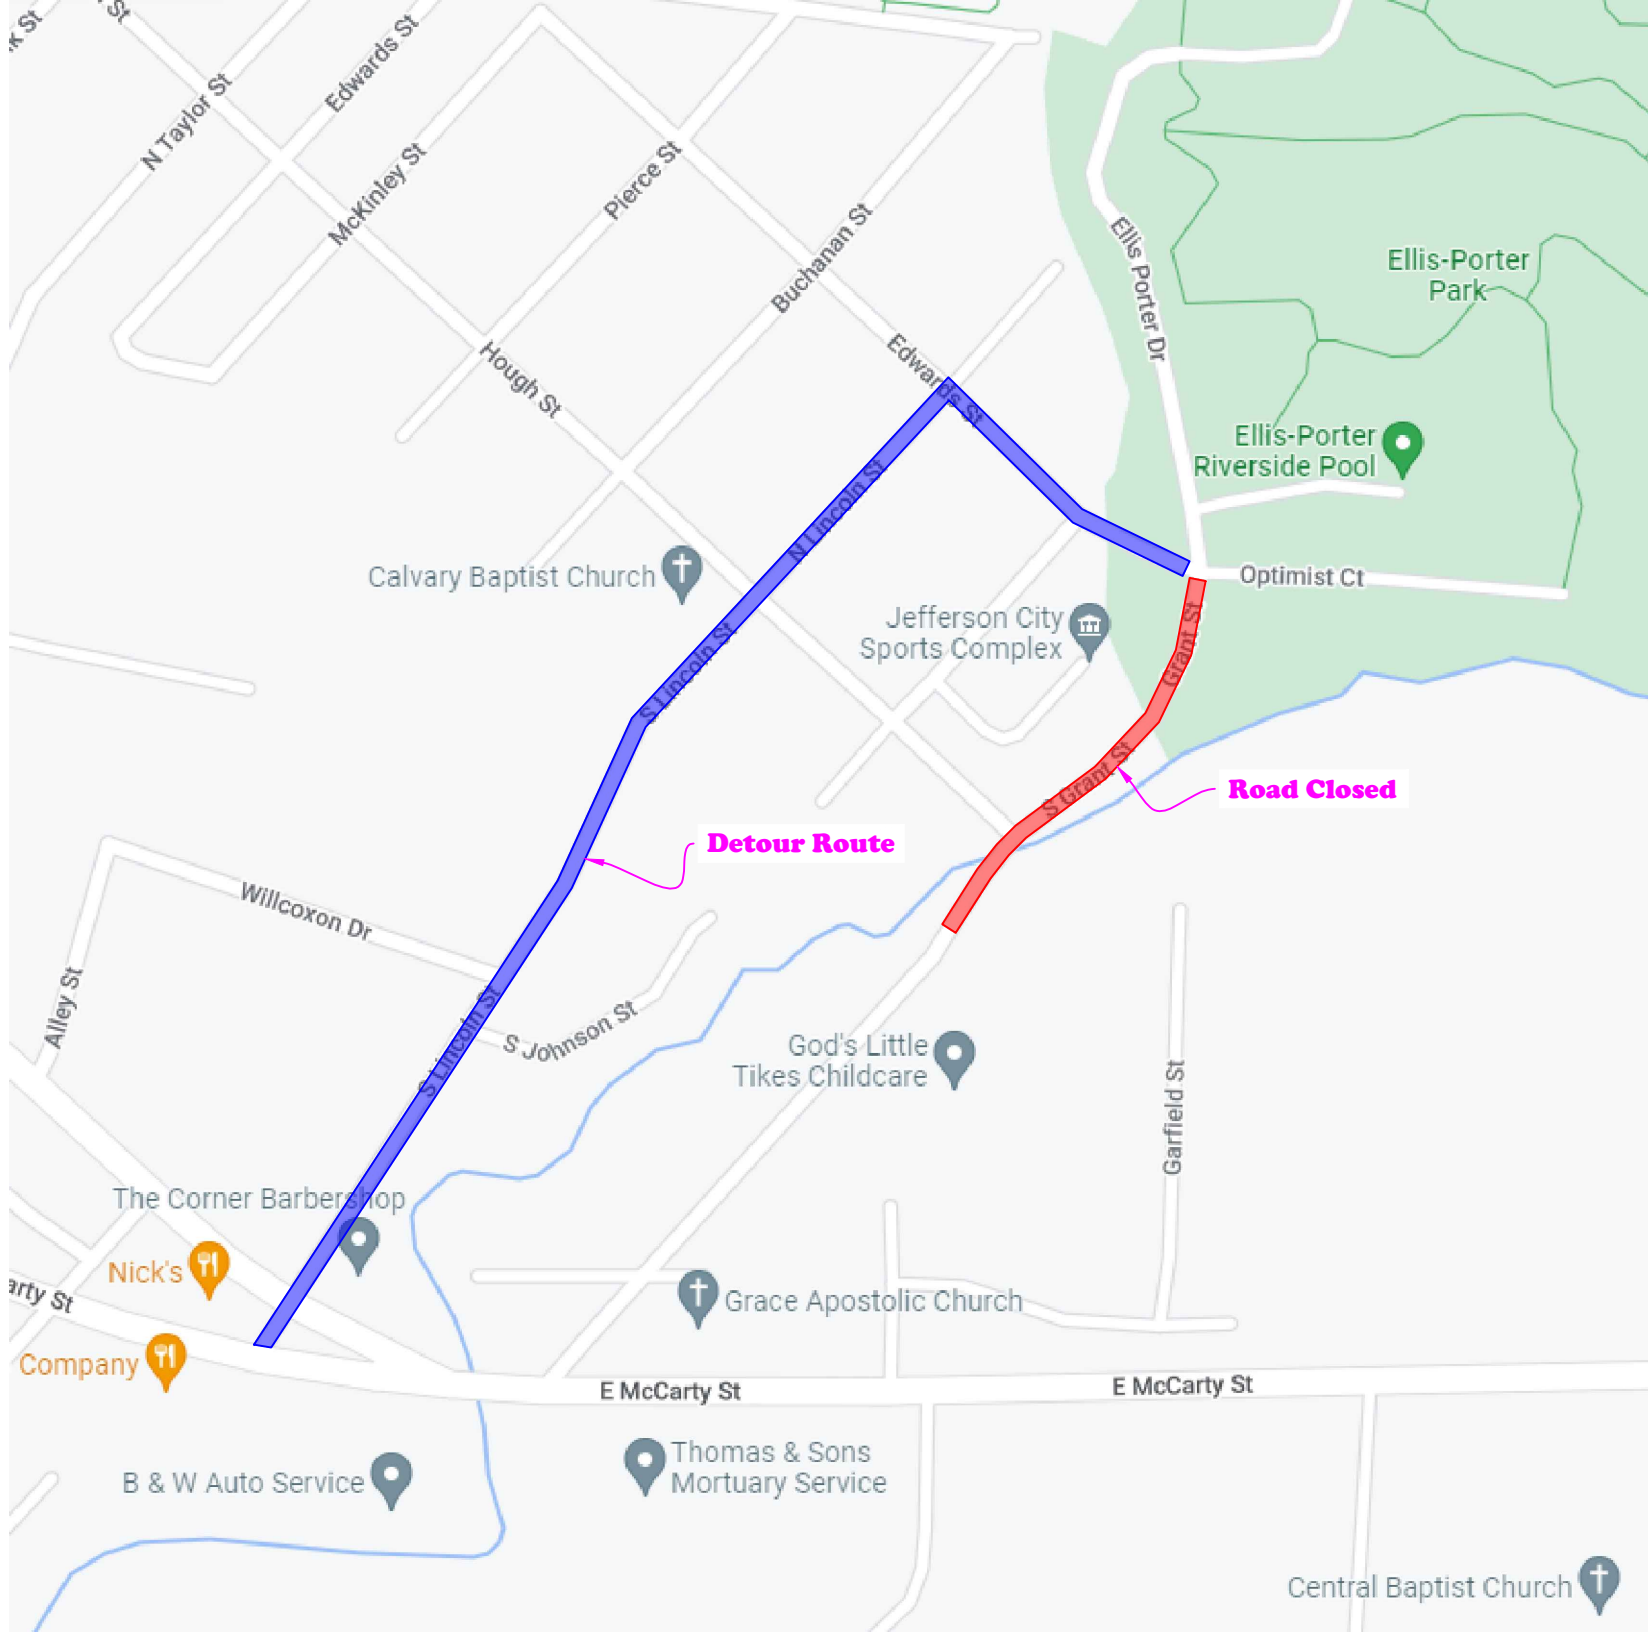 k St
St
N Taylor St
Edwards St
McKinley St
Pierce St
Buchanan St
Ellis Porter Dr
Ellis-Porter
Park
Hough St
Edwards St
Ellis-Porter
Riverside Pool
N Lincoln St
Calvary Baptist Church
Optimist Ct
Jefferson City
Sports Complex
Grant St
S Lincoln St
S Grant St
Road Closed
Detour Route
Willcoxon Dr
Alley St
S Lincoln St
S Johnson St
God's Little
Tikes Childcare
Garfield St
The Corner Barbershop
Nick's
arty St
Grace Apostolic Church
Company
E McCarty St
E McCarty St
Thomas & Sons
Mortuary Service
B & W Auto Service
Central Baptist Church